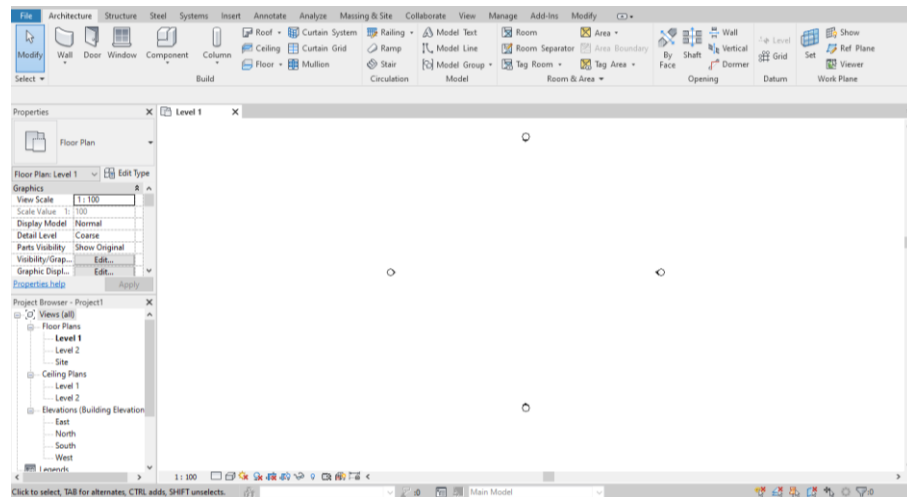 File Architecture Structure Steel Systems Insert Annotate Analyze Massing & Site Collaborate View Manage Add-Ins Modify
Modify Wall Door Window Component Column
Roof Curtain System Railing Model Text Room Area Wall Show
Ceiling Curtain Grid Ramp Model Line Room Separator Area Boundary Vertical Level Grid Ref Plane
Floor Mullion Stair Model Group Tag Room Tag Area By Face Shaft Dormer Set Viewer
Select Build Circulation Model Room & Area Opening Datum Work Plane
Properties X Level 1 X
Floor Plan
Floor Plan: Level 1 Edit Type
Graphics
View Scale 1 : 100
Scale Value 1: 100
Display Model Normal
Detail Level Coarse
Parts Visibility Show Original
Visibility/Grap... Edit...
Graphic Displ... Edit...
Properties help Apply
Project Browser - Project1 X
Views (all)
Floor Plans
Level 1
Level 2
Site
Ceiling Plans
Level 1
Level 2
Elevations (Building Elevation
East
North
South
West
Legends
1 : 100
Click to select, TAB for alternates, CTRL adds, SHIFT unselects. :0 Main Model :0